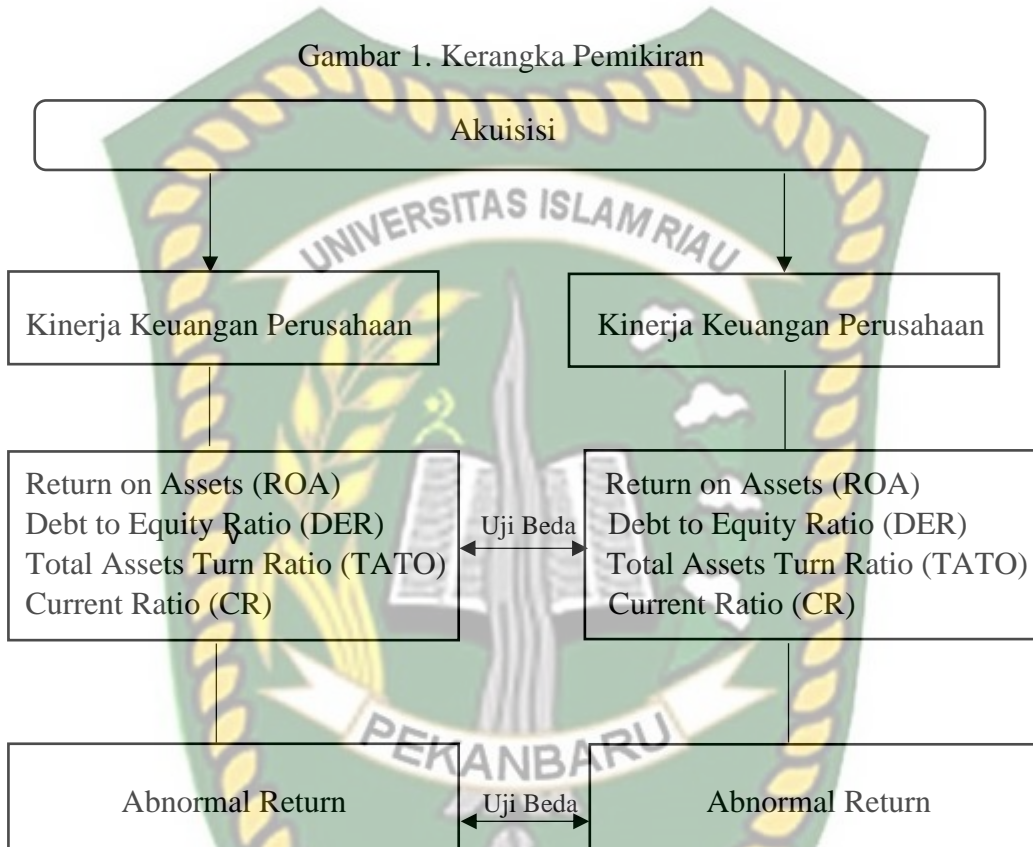 Gambar 1. Kerangka Pemikiran
Akuisisi
UNIVERSITAS ISLAM RIAU
Kinerja Keuangan Perusahaan
Kinerja Keuangan Perusahaan
Return on Assets (ROA)
Debt to Equity Ratio (DER)
Total Assets Turn Ratio (TATO)
Current Ratio (CR)
Uji Beda
Return on Assets (ROA)
Debt to Equity Ratio (DER)
Total Assets Turn Ratio (TATO)
Current Ratio (CR)
PEKANBARU
Abnormal Return
Uji Beda
Abnormal Return